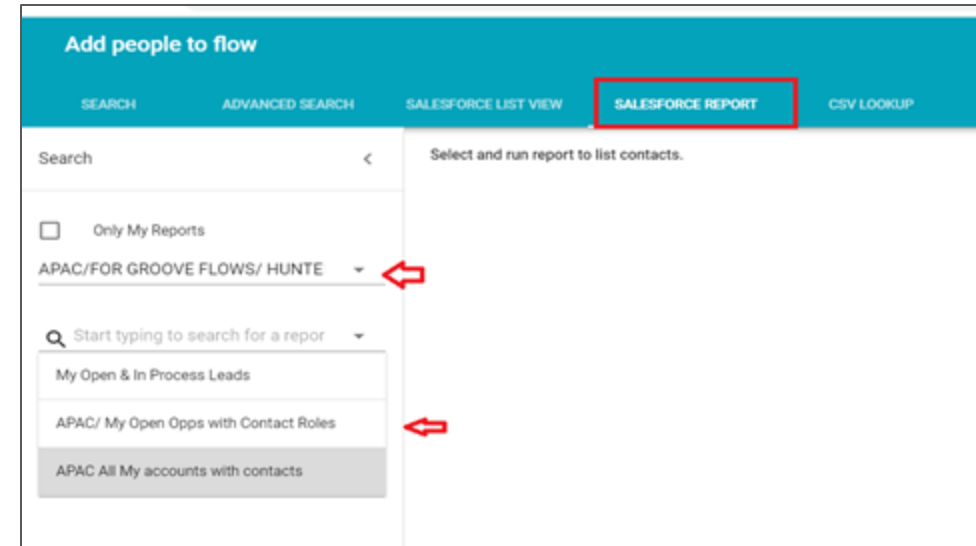 Add people to flow
SEARCH ADVANCED SEARCH SALESFORCE LIST VIEW SALESFORCE REPORT CSV LOOKUP
Search <
Select and run report to list contacts.
Only My Reports
APAC/FOR GROOVE FLOWS/ HUNTE
Start typing to search for a repor
My Open & In Process Leads
APAC/ My Open Opps with Contact Roles
APAC All My accounts with contacts